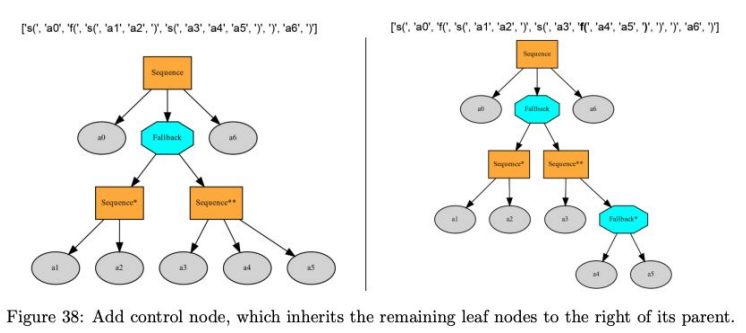 ['s(', 'a0', 'f(', 's(', 'a1', 'a2', ')', 's(', 'a3', 'a4', 'a5', ')', ')', 'a6', ')']
Sequence
a0 Fallback a6
Sequence* Sequence**
a1 a2 a3 a4 a5
['s(', 'a0', 'f(', 's(', 'a1', 'a2', ')', 's(', 'a3', 'f(', 'a4', 'a5', ')', ')', ')', 'a6', ')']
Sequence
a0 Fallback a6
Sequence* Sequence**
a1 a2 a3 Fallback*
a4 a5
Figure 38: Add control node, which inherits the remaining leaf nodes to the right of its parent.